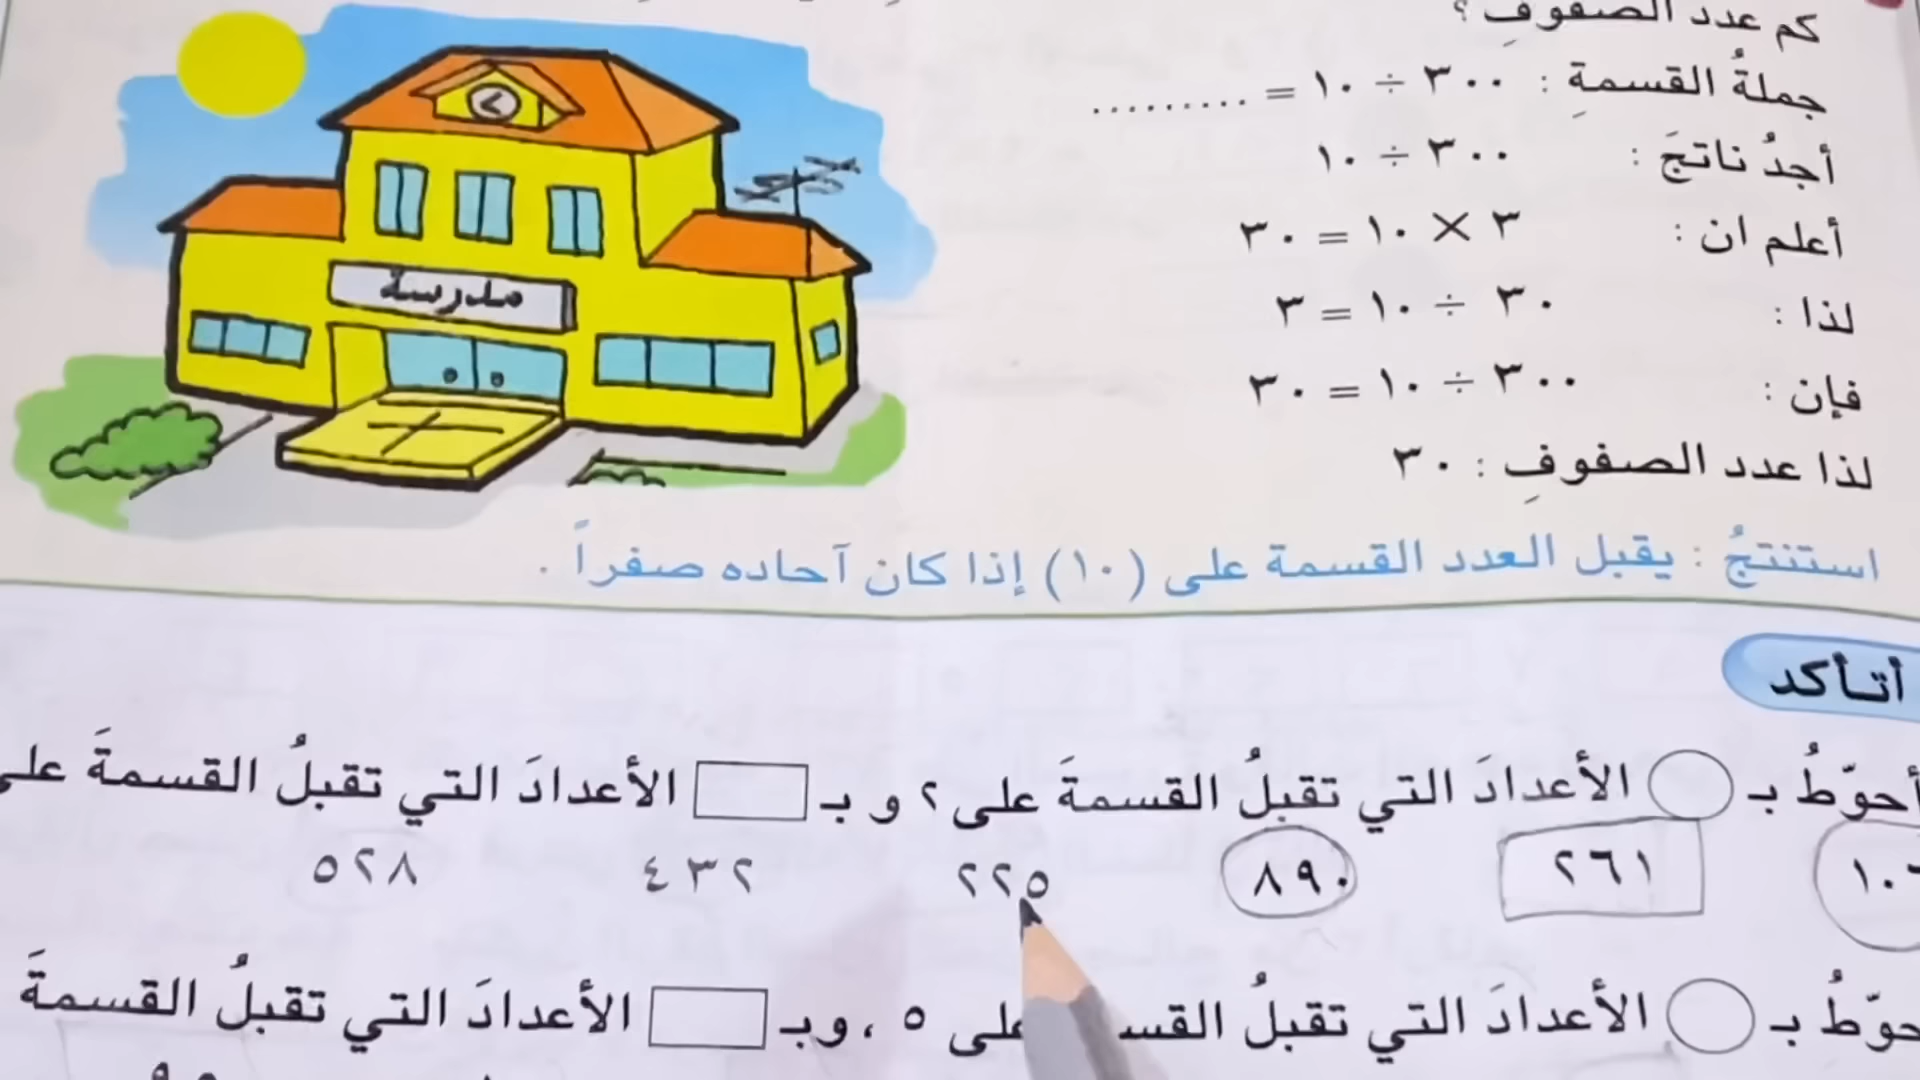 كم عدد الصفوفِ ؟
جملةُ القسمةِ : ٣٠٠ ÷ ١٠ = .........
أجدُ ناتجَ : ٣٠٠ ÷ ١٠
أعلم ان : ٣ × ١٠ = ٣٠
لذا : ٣٠ ÷ ١٠ = ٣
فإن : ٣٠٠ ÷ ١٠ = ٣٠
لذا عدد الصفوفِ : ٣٠
مدرسة
استنتجُ : يقبل العدد القسمة على (١٠) إذا كان آحاده صفراً .
أتأكد
أحوّطُ بـ الأعدادَ التي تقبلُ القسمةَ على ٢ و بـ الأعدادَ التي تقبلُ القسمةَ على
٢٦١ ٨٩٠ ٢٢٥ ٤٣٢ ٥٢٨
حوّطُ بـ الأعدادَ التي تقبلُ على ٥ ، وبـ الأعدادَ التي تقبلُ القسمةَ